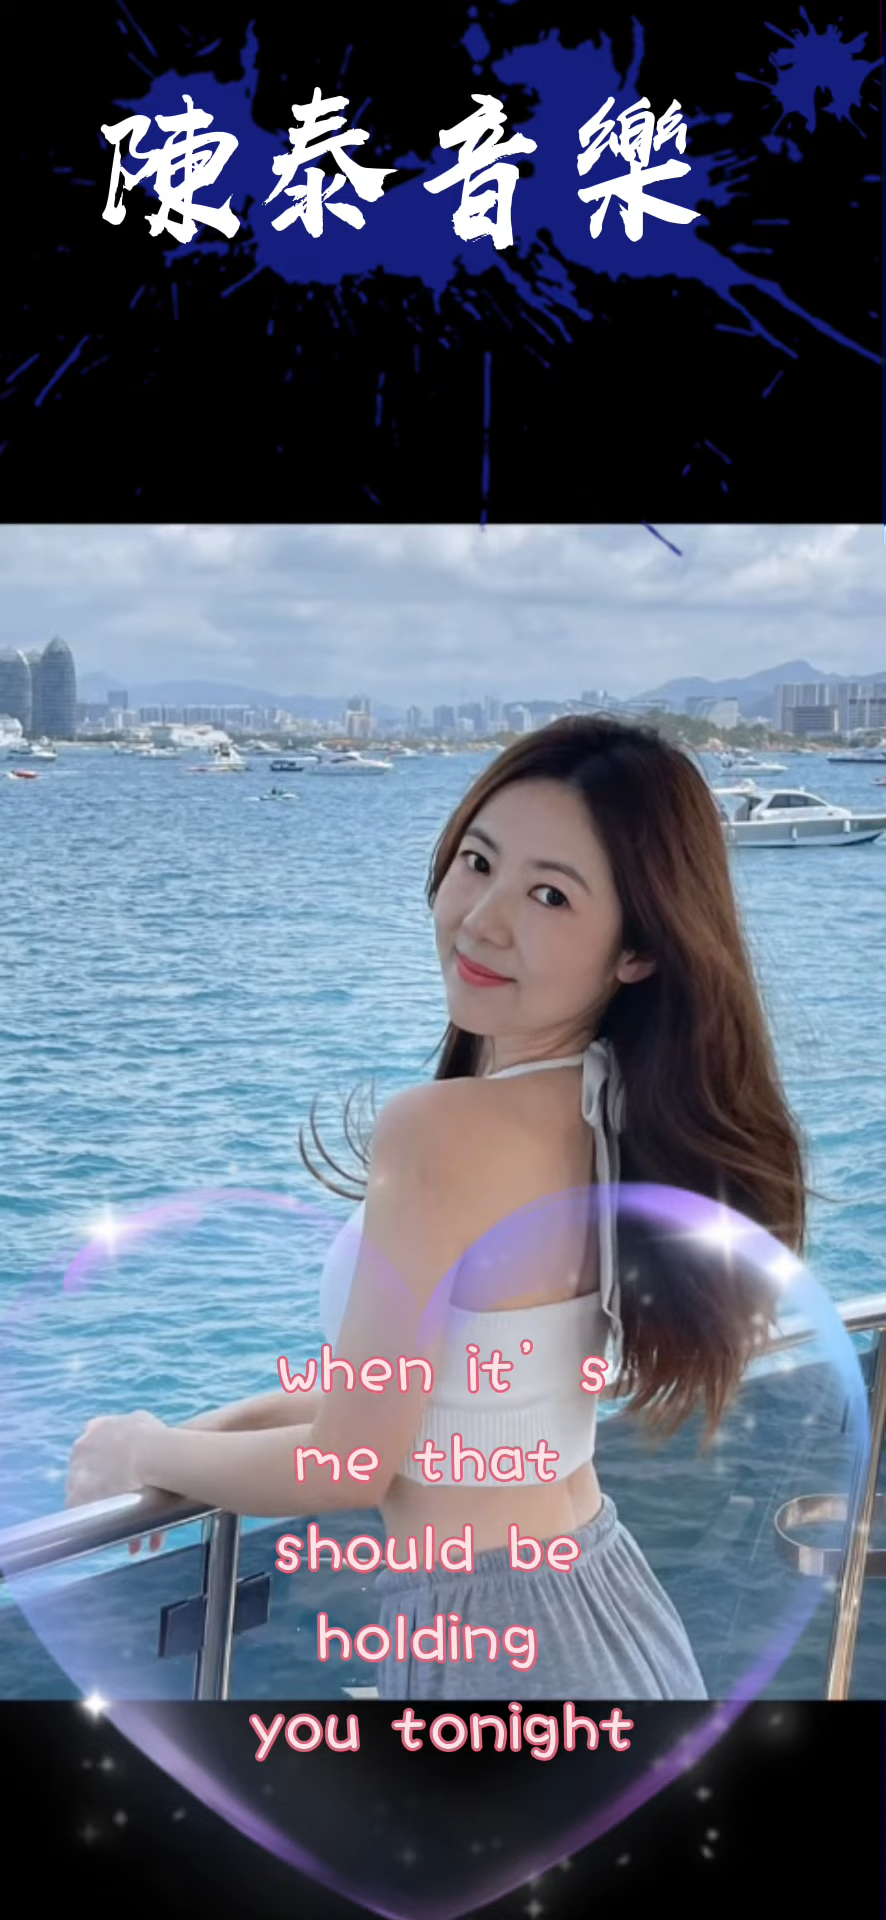 陳泰音樂
when it’s
me that
should be
holding
you tonight